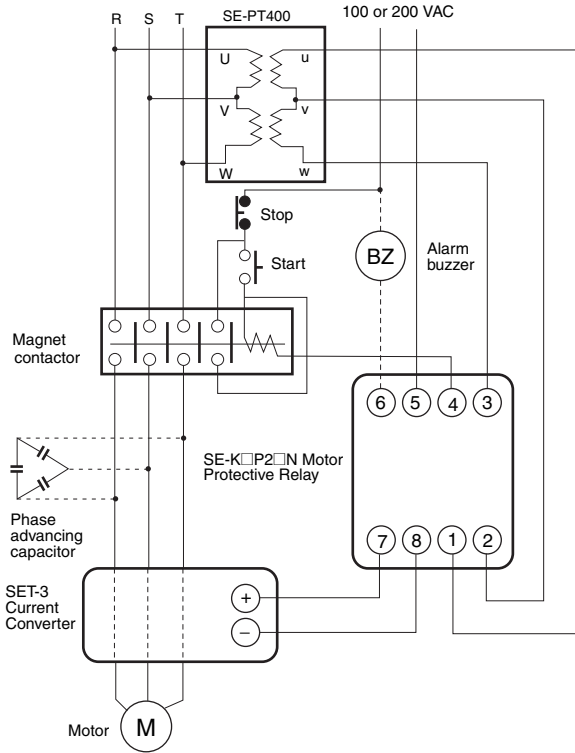 R S T
SE-PT400
100 or 200 VAC
U u
V v
W w
Stop
Start
BZ
Alarm
buzzer
Magnet
contactor
6 5 4 3
SE-K□P2□N Motor
Protective Relay
Phase
advancing
capacitor
7 8 1 2
SET-3
Current
Converter
+
−
Motor
M